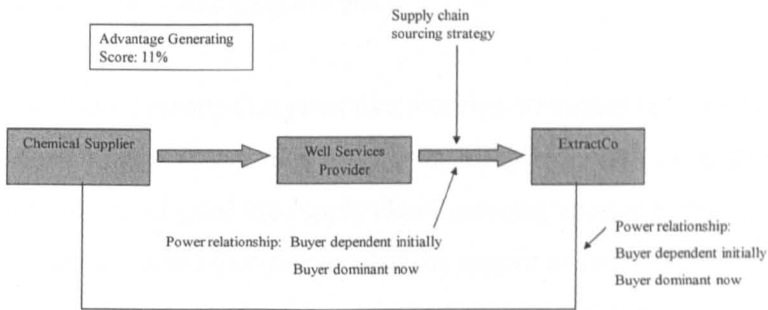 Supply chain
sourcing strategy
Advantage Generating
Score: 11%
Chemical Supplier
Well Services
Provider
ExtractCo
Power relationship: Buyer dependent initially
Buyer dominant now
Power relationship:
Buyer dependent initially
Buyer dominant now